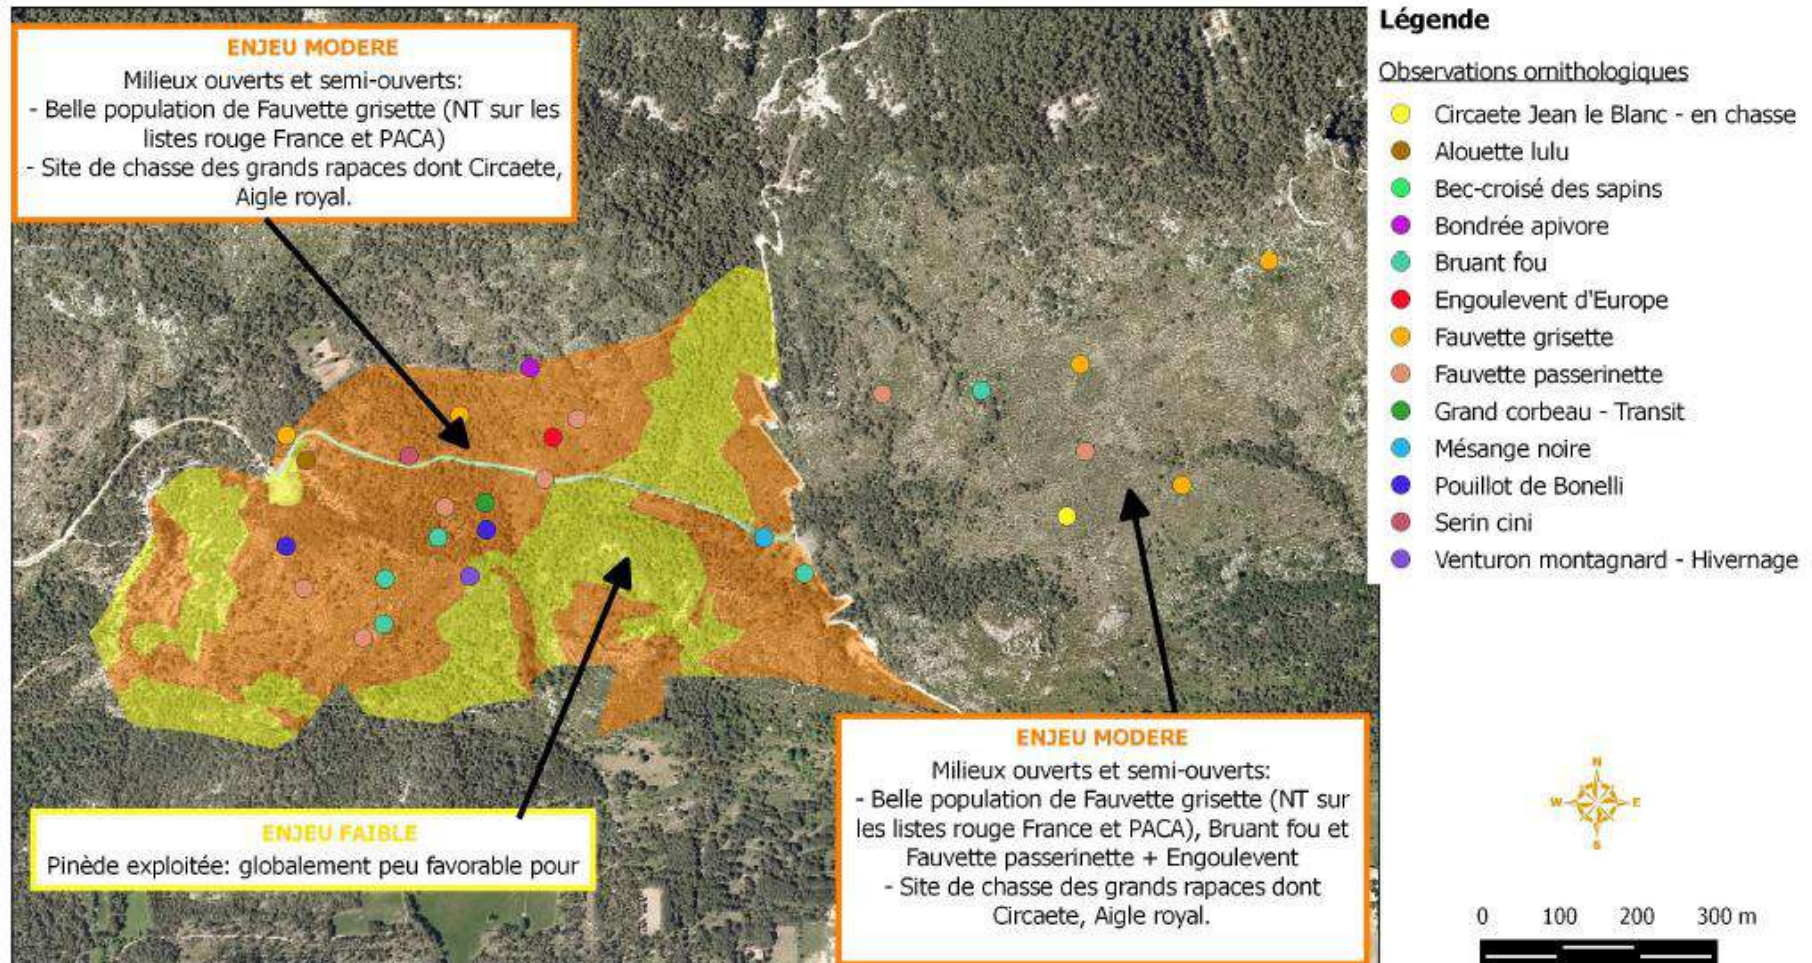 ENJEU MODERE
Milieux ouverts et semi-ouverts:
- Belle population de Fauvette grisette (NT sur les
listes rouge France et PACA)
- Site de chasse des grands rapaces dont Circaete,
Aigle royal.
ENJEU FAIBLE
Pinède exploitée: globalement peu favorable pour
ENJEU MODERE
Milieux ouverts et semi-ouverts:
- Belle population de Fauvette grisette (NT sur
les listes rouge France et PACA), Bruant fou et
Fauvette passerinette + Engoulevent
- Site de chasse des grands rapaces dont
Circaete, Aigle royal.
Légende
Observations ornithologiques
Circaete Jean le Blanc - en chasse
Alouette lulu
Bec-croisé des sapins
Bondrée apivore
Bruant fou
Engoulevent d'Europe
Fauvette grisette
Fauvette passerinette
Grand corbeau - Transit
Mésange noire
Pouillot de Bonelli
Serin cini
Venturon montagnard - Hivernage
N
W E
S
0 100 200 300 m